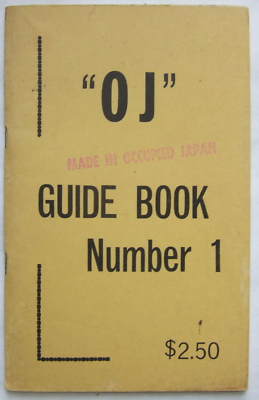 "OJ"
MADE IN OCCUPIED JAPAN
GUIDE BOOK
Number 1
$2.50